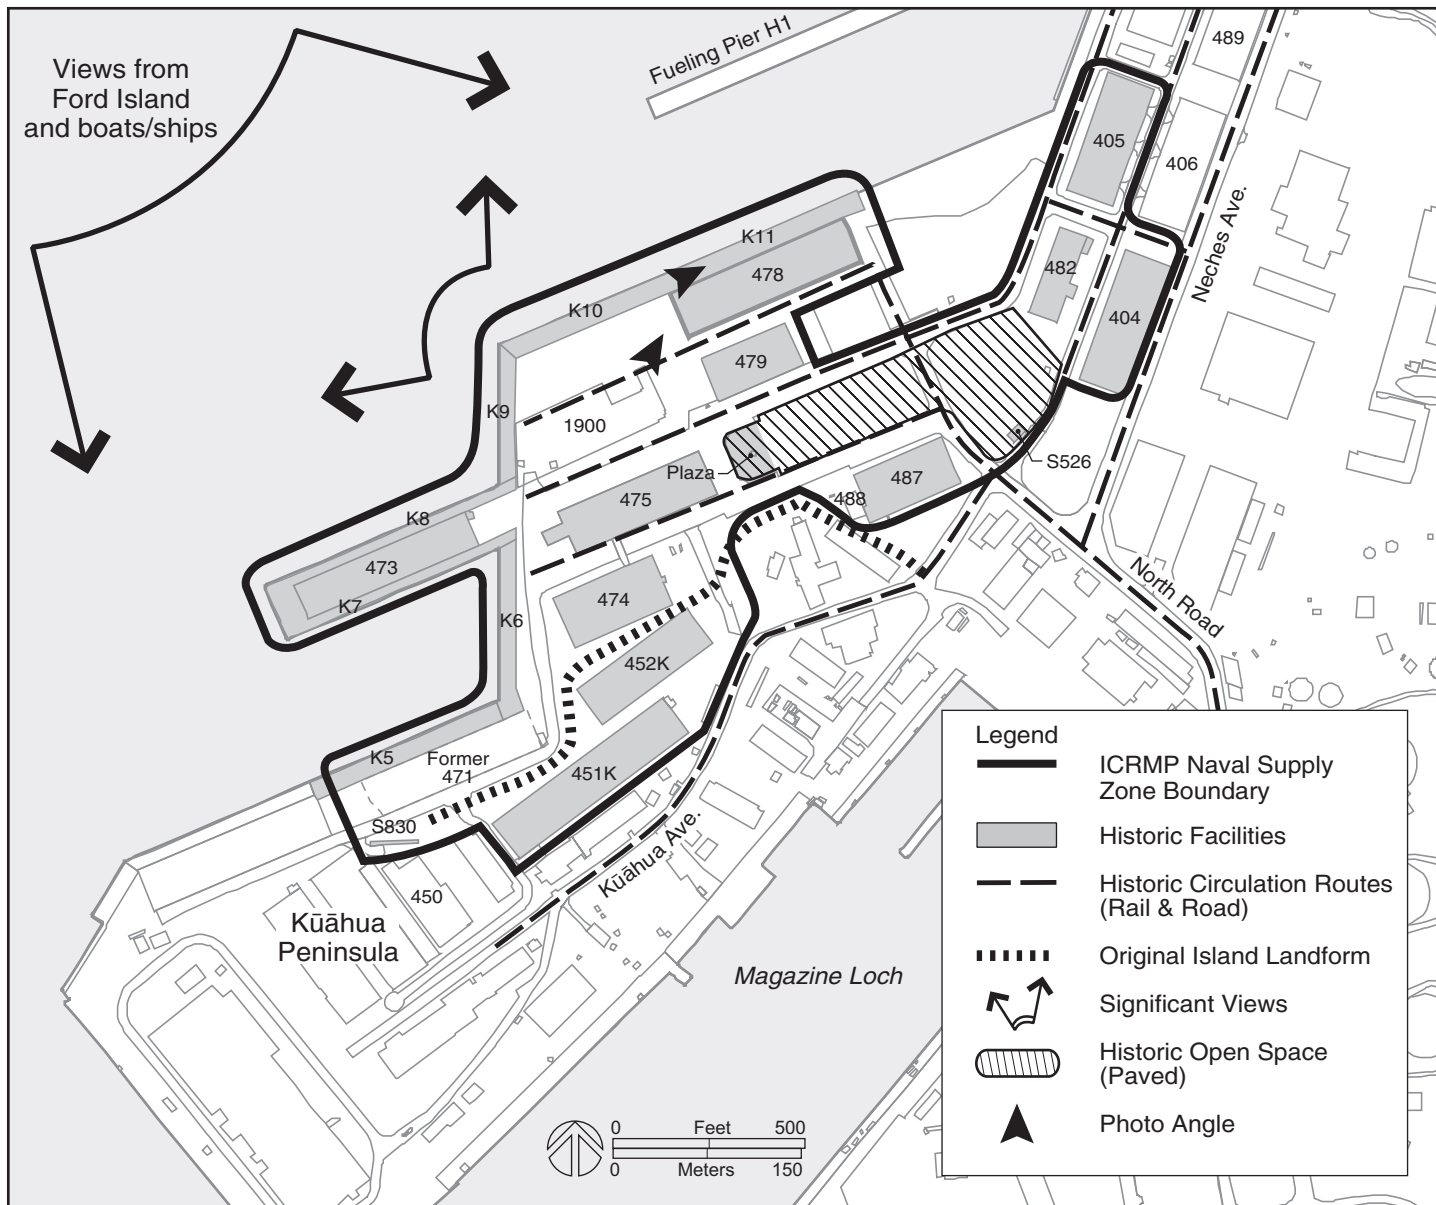 Views from
Ford Island
and boats/ships
Fueling Pier H1
489
405
406
Neches Ave.
K11
478
482
K10
404
479
K9
1900
Plaza
S526
475
487
488
K8
473
K7
K6
474
North Road
452K
K5
Former
471
451K
S830
Kūāhua Ave.
450
Kūāhua
Peninsula
Magazine Loch
0 Feet 500
0 Meters 150
Legend
ICRMP Naval Supply
Zone Boundary
Historic Facilities
Historic Circulation Routes
(Rail & Road)
Original Island Landform
Significant Views
Historic Open Space
(Paved)
Photo Angle